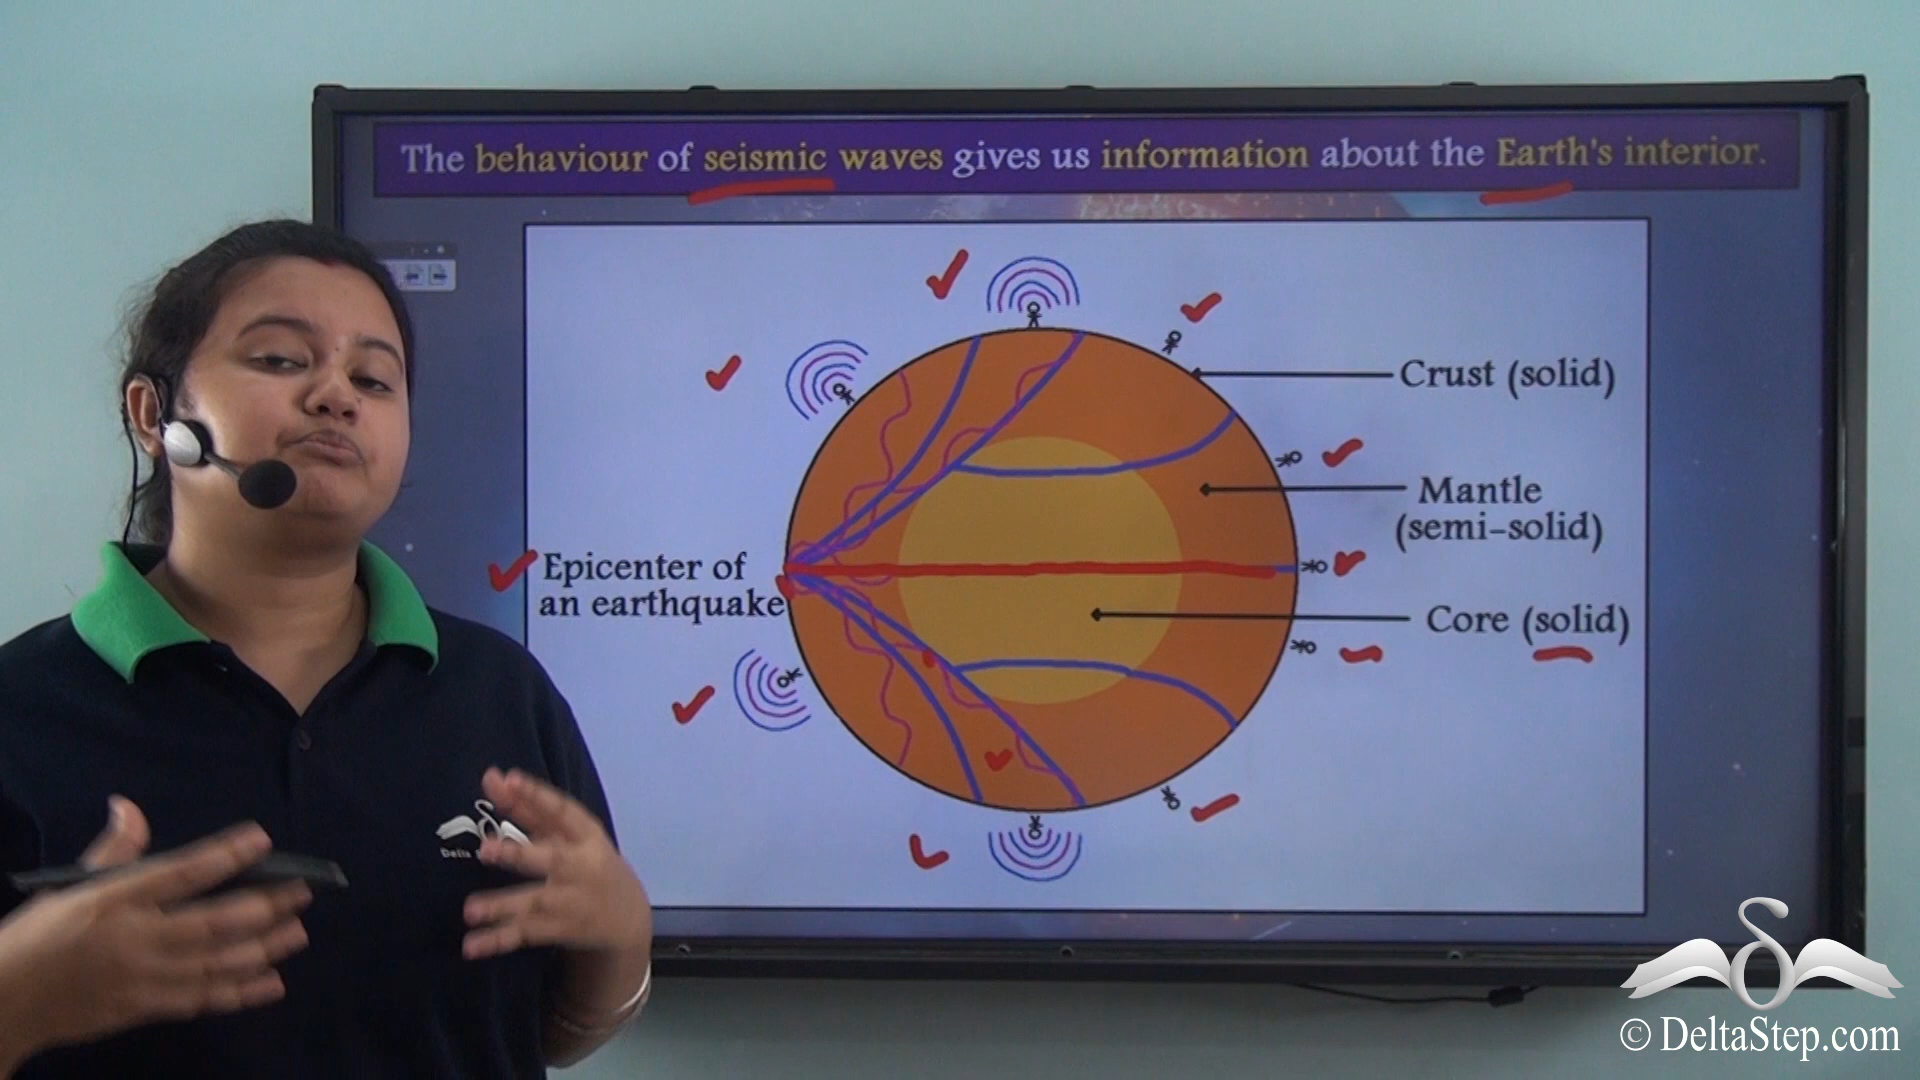 The behaviour of seismic waves gives us information about the Earth's interior.
Crust (solid)
Mantle
(semi-solid)
Epicenter of
an earthquake
Core (solid)
Delta
© DeltaStep.com